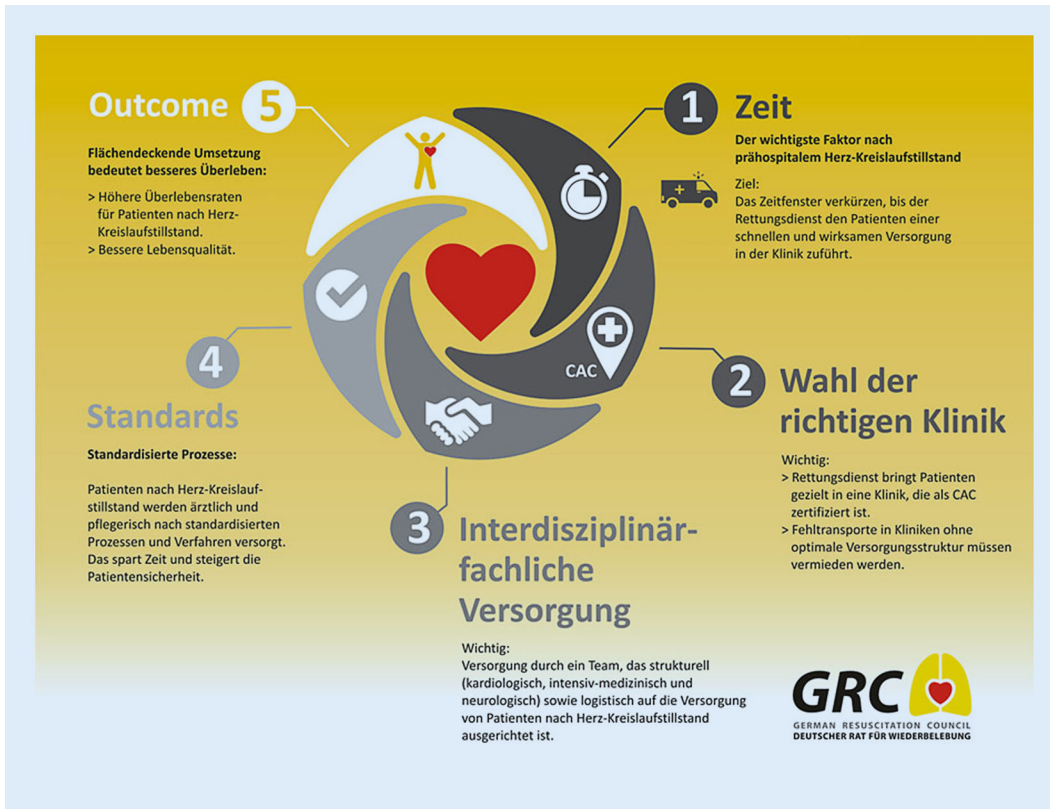 Outcome 5
Flächendeckende Umsetzung
bedeutet besseres Überleben:
> Höhere Überlebensraten
für Patienten nach Herz-
Kreislaufstillstand.
> Bessere Lebensqualität.
1 Zeit
Der wichtigste Faktor nach
prähospitalem Herz-Kreislaufstillstand
Ziel:
Das Zeitfenster verkürzen, bis der
Rettungsdienst den Patienten einer
schnellen und wirksamen Versorgung
in der Klinik zuführt.
CAC
2 Wahl der
richtigen Klinik
Wichtig:
> Rettungsdienst bringt Patienten
gezielt in eine Klinik, die als CAC
zertifiziert ist.
> Fehltransporte in Kliniken ohne
optimale Versorgungsstruktur müssen
vermieden werden.
4
Standards
Standardisierte Prozesse:
Patienten nach Herz-Kreislauf-
stillstand werden ärztlich und
pflegerisch nach standardisierten
Prozessen und Verfahren versorgt.
Das spart Zeit und steigert die
Patientensicherheit.
3 Interdisziplinär-
fachliche
Versorgung
Wichtig:
Versorgung durch ein Team, das strukturell
(kardiologisch, intensiv-medizinisch und
neurologisch) sowie logistisch auf die Versorgung
von Patienten nach Herz-Kreislaufstillstand
ausgerichtet ist.
GRC
GERMAN RESUSCITATION COUNCIL
DEUTSCHER RAT FÜR WIEDERBELEBUNG